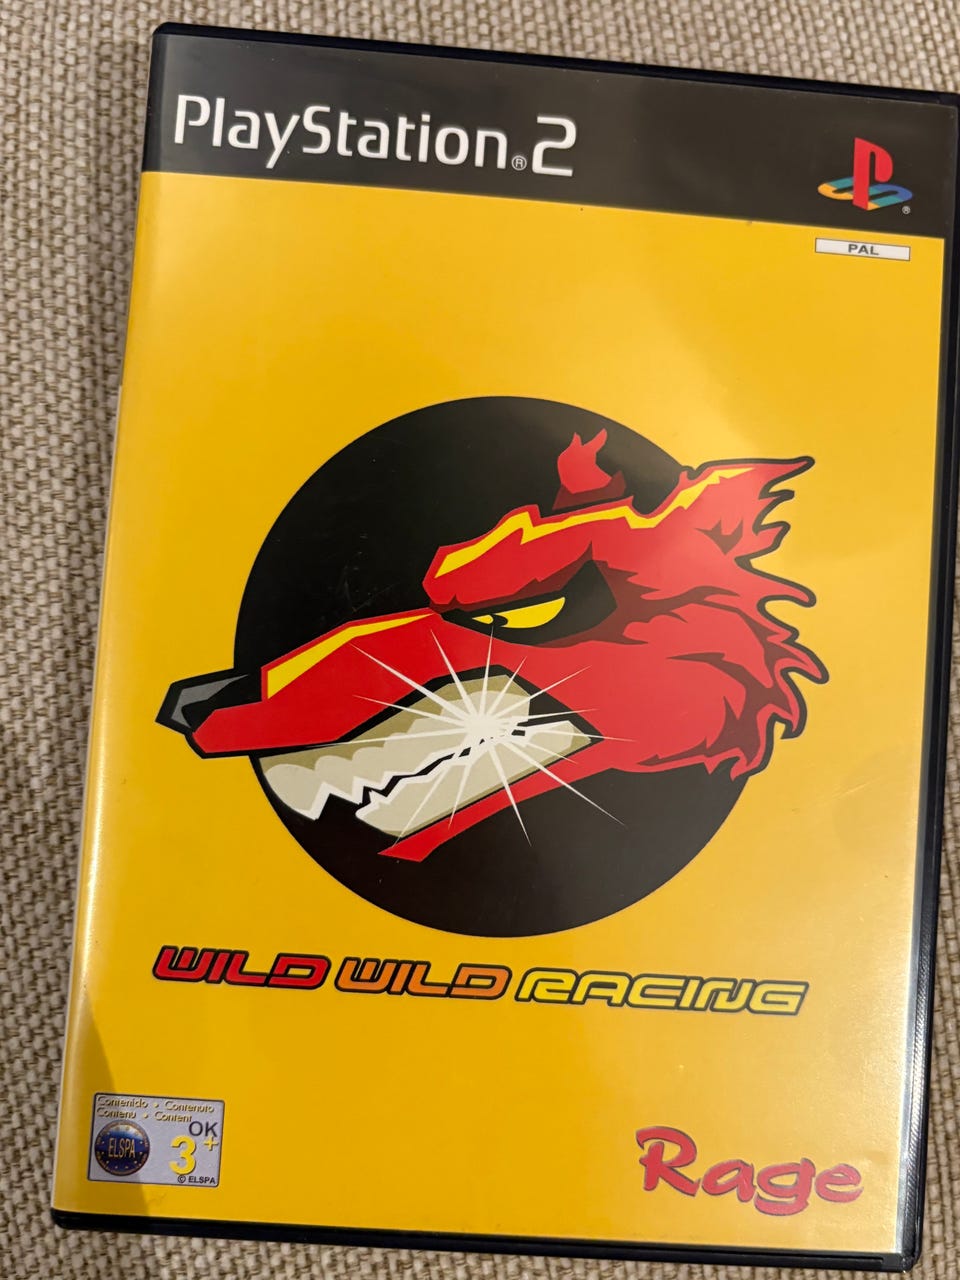 PlayStation®2
PAL
WILD WILD RACING
Contenido • Contenuto
Contenu • Content
OK
ELSPA
3+
© ELSPA
Rage